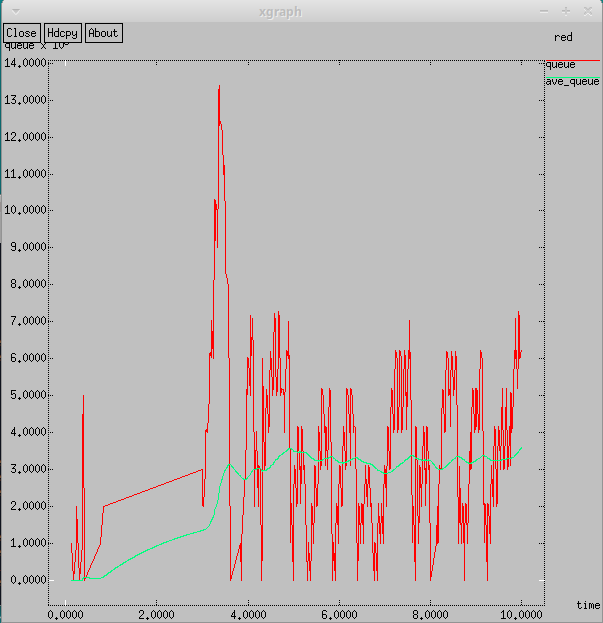 xgraph
Close Hdcpy About
queue x 10
red
queue
ave_queue
14.0000
13.0000
12.0000
11.0000
10.0000
9.0000
8.0000
7.0000
6.0000
5.0000
4.0000
3.0000
2.0000
1.0000
0.0000
time
0.0000 2.0000 4.0000 6.0000 8.0000 10.0000